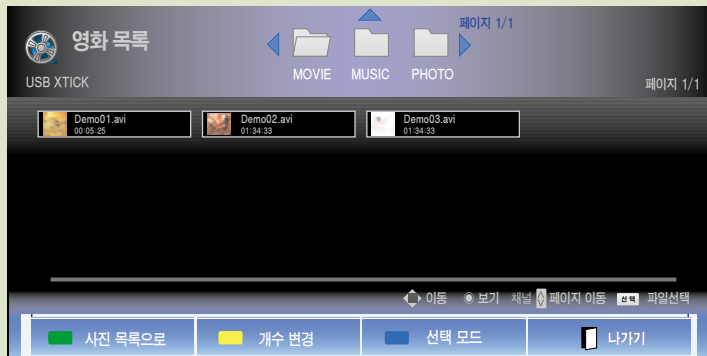 영화 목록
페이지 1/1
MOVIE MUSIC PHOTO
USB XTICK
페이지 1/1
Demo01.avi
00:05:25
Demo02.avi
01:34:33
Demo03.avi
01:34:33
이동 보기 채널 페이지 이동 선택 파일선택
사진 목록으로 개수 변경 선택 모드 나가기